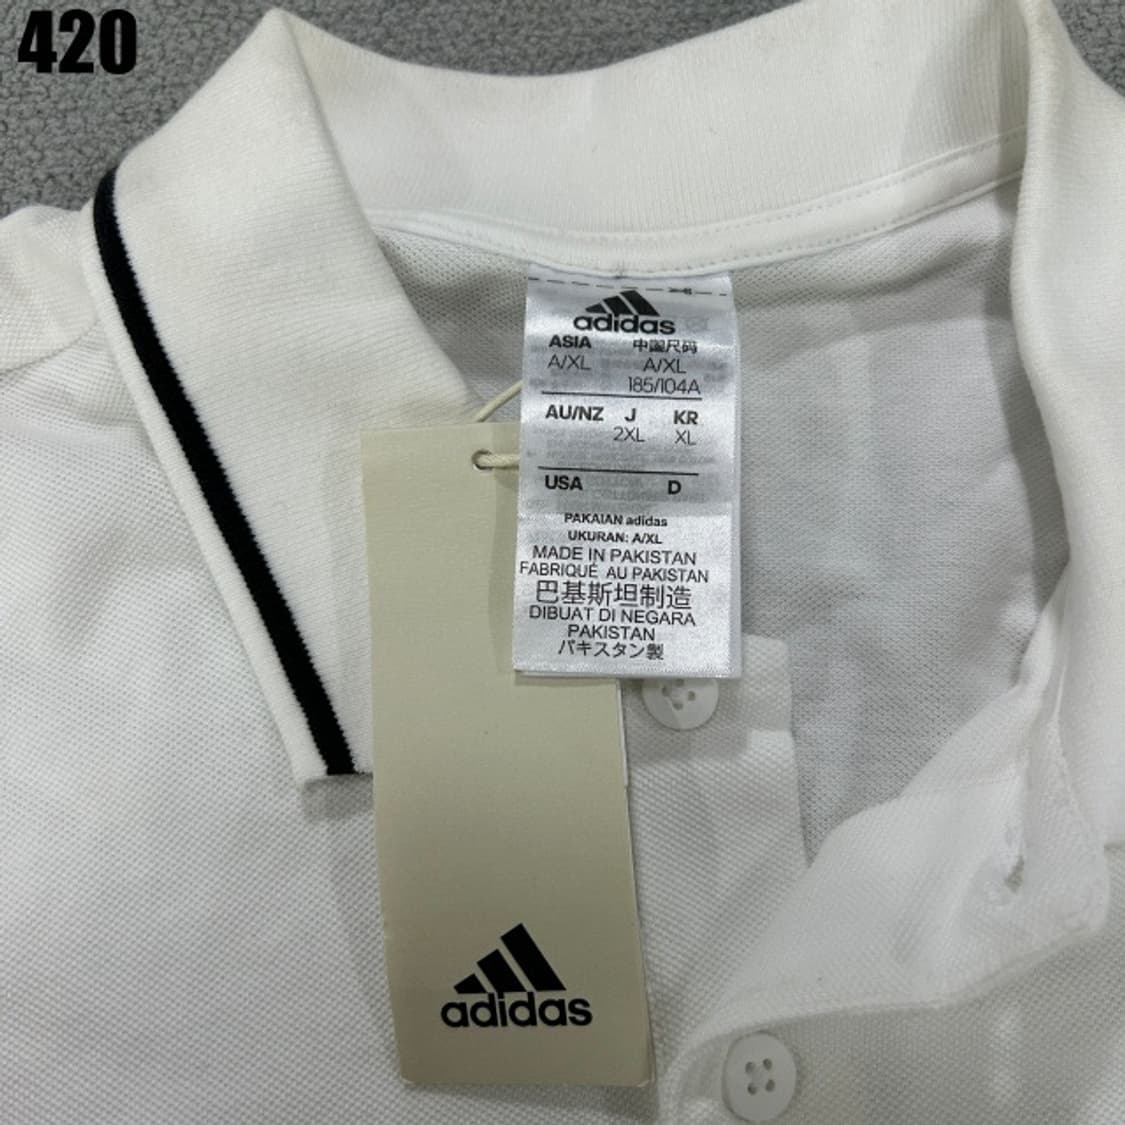 420
adidas
ASIA 中国尺码
A/XL A/XL
185/104A
AU/NZ J KR
2XL XL
USA D
PAKAIAN adidas
UKURAN: A/XL
MADE IN PAKISTAN
FABRIQUÉ AU PAKISTAN
巴基斯坦制造
DIBUAT DI NEGARA
PAKISTAN
パキスタン製
adidas